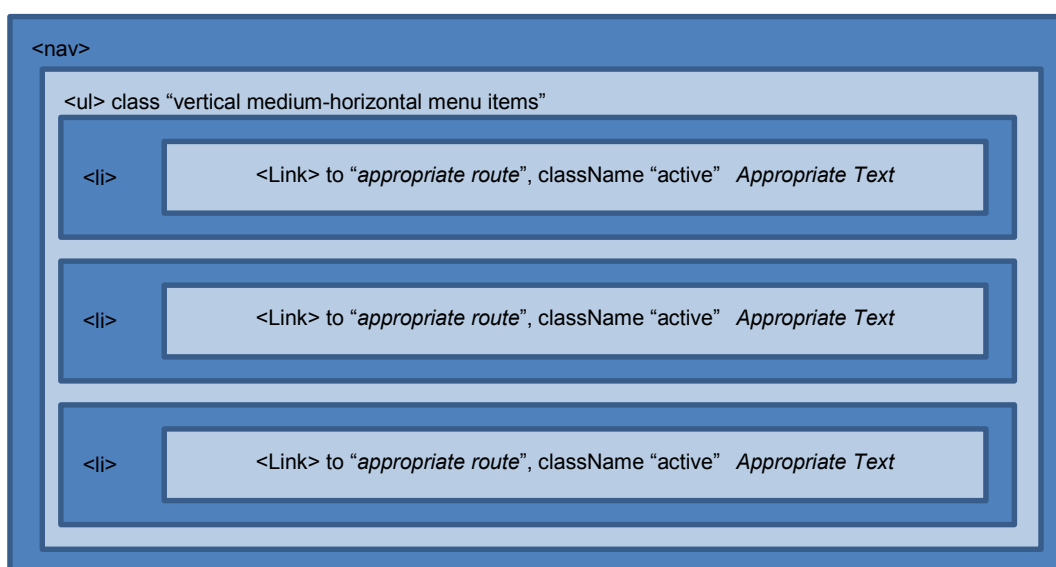 <nav>
<ul> class “vertical medium-horizontal menu items”
<li> <Link> to “appropriate route”, className “active” Appropriate Text
<li> <Link> to “appropriate route”, className “active” Appropriate Text
<li> <Link> to “appropriate route”, className “active” Appropriate Text